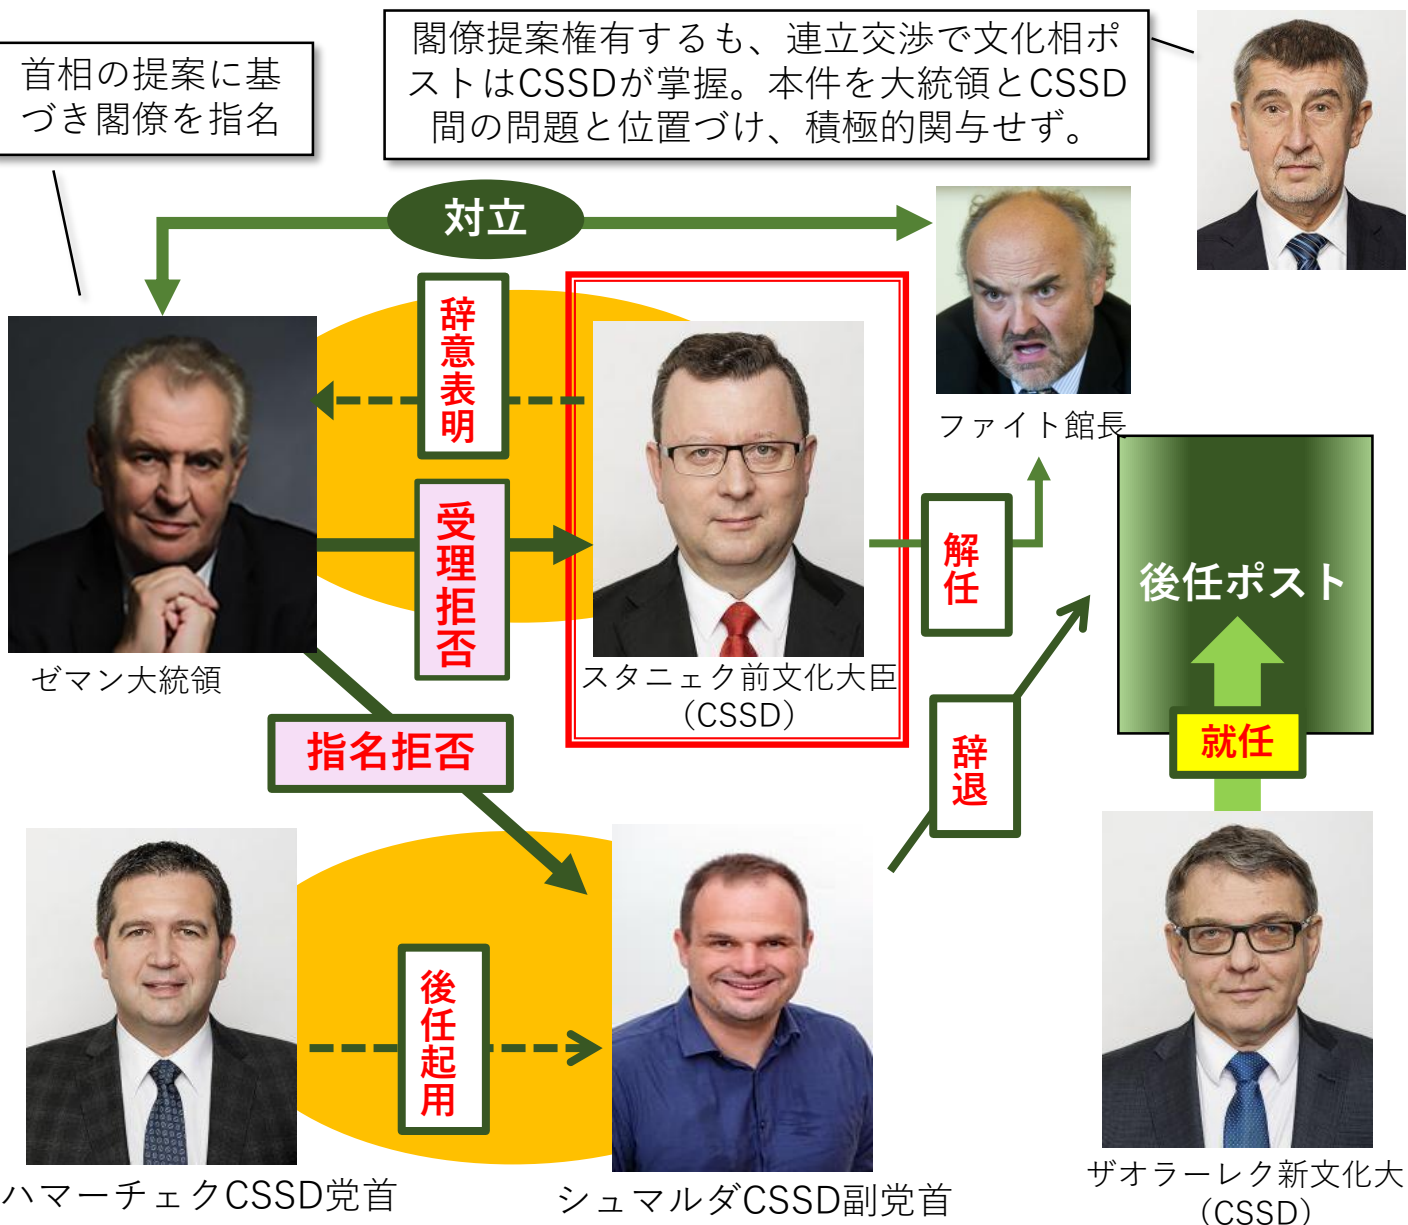 首相の提案に基
づき閣僚を指名
閣僚提案権有するも、連立交渉で文化相ポ
ストはCSSDが掌握。本件を大統領とCSSD
間の問題と位置づけ、積極的関与せず。
対立
辞意表明
受理拒否
ファイト館長
解任
後任ポスト
ゼマン大統領
スタニェク前文化大臣
（CSSD）
指名拒否
辞退
就任
後任起用
ハマーチェクCSSD党首
シュマルダCSSD副党首
ザオラーレク新文化大
（CSSD）